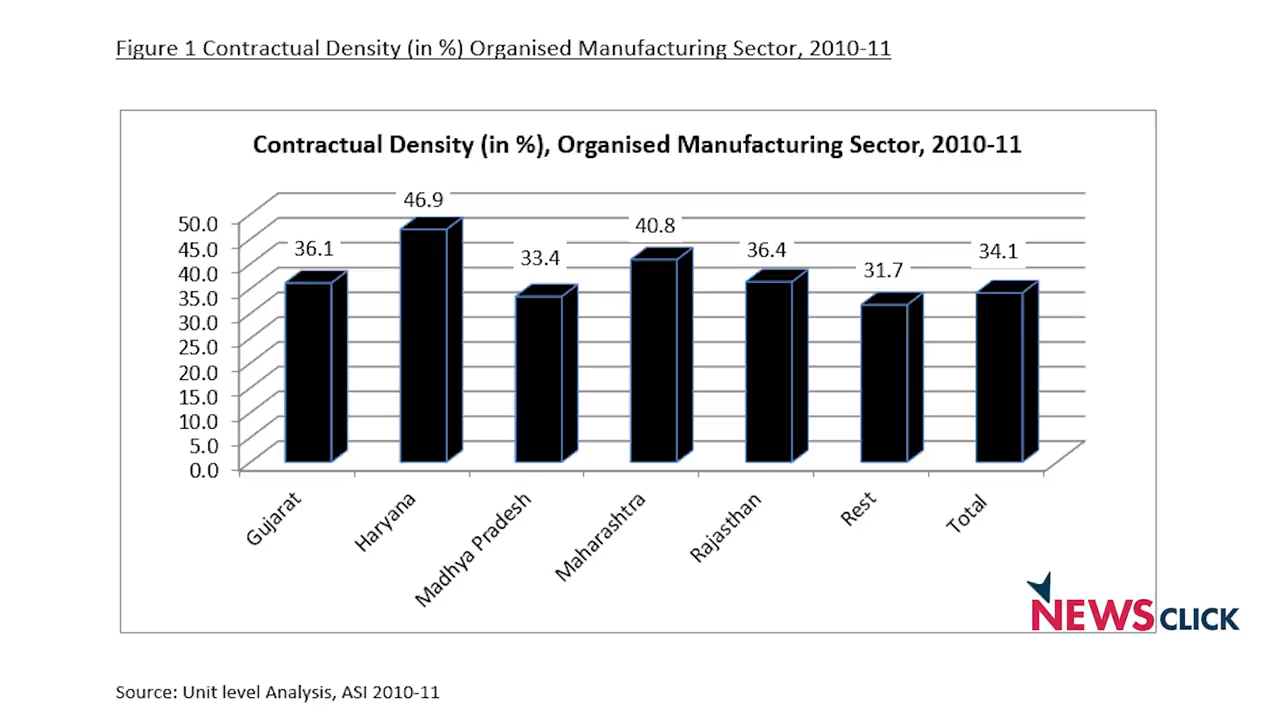 Figure 1 Contractual Density (in %) Organised Manufacturing Sector, 2010-11
Contractual Density (in %), Organised Manufacturing Sector, 2010-11
50.0
45.0
40.0
35.0
30.0
25.0
20.0
15.0
10.0
5.0
0.0
36.1
46.9
33.4
40.8
36.4
31.7
34.1
Gujarat
Haryana
Madhya Pradesh
Maharashtra
Rajasthan
Rest
Total
NEWSCLICK
Source: Unit level Analysis, ASI 2010-11